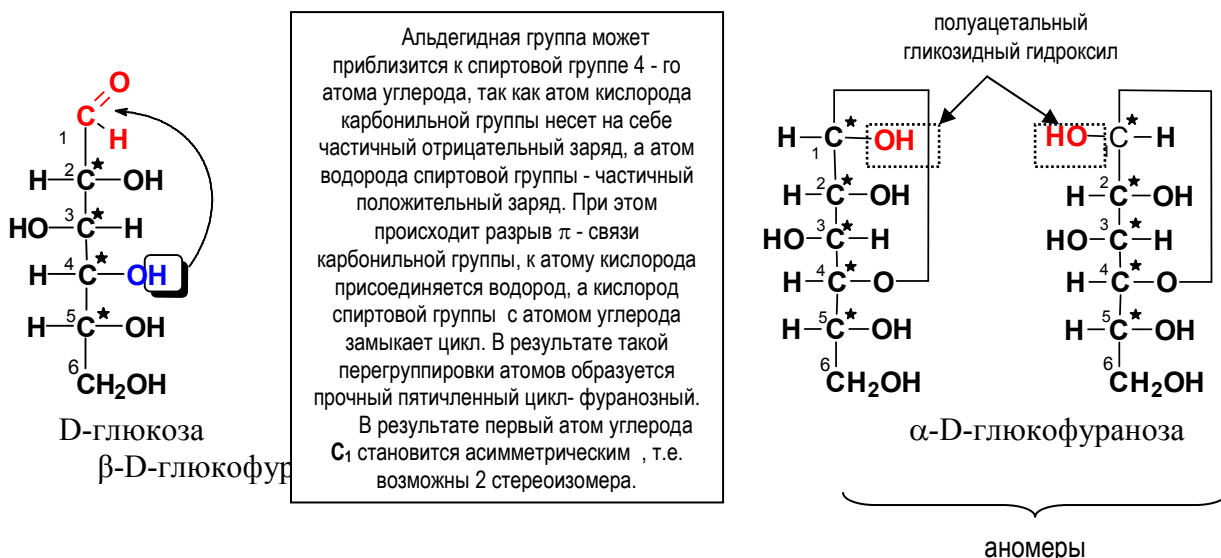 O
C
H
1
H
2
C
OH
HO
3
C
H
H
4
C
OH
H
5
C
OH
6
CH2OH
D-глюкоза
β-D-глюкофур
Альдегидная группа может
приблизится к спиртовой группе 4 - го
атома углерода, так как атом кислорода
карбонильной группы несет на себе
частичный отрицательный заряд, а атом
водорода спиртовой группы - частичный
положительный заряд. При этом
происходит разрыв π - связи
карбонильной группы, к атому кислорода
присоединяется водород, а кислород
спиртовой группы с атомом углерода
замыкает цикл. В результате такой
перегруппировки атомов образуется
прочный пятичленный цикл- фуранозный.
В результате первый атом углерода
С1 становится асимметрическим , т.е.
возможны 2 стереоизомера.
полуацетальный
гликозидный гидроксил
H
C
1
OH
H
2
C
OH
HO
3
C
H
H
4
C
O
H
5
C
OH
6
CH2OH
HO
C
1
H
H
2
C
OH
HO
3
C
H
H
4
C
O
H
5
C
OH
6
CH2OH
α-D-глюкофураноза
аномеры